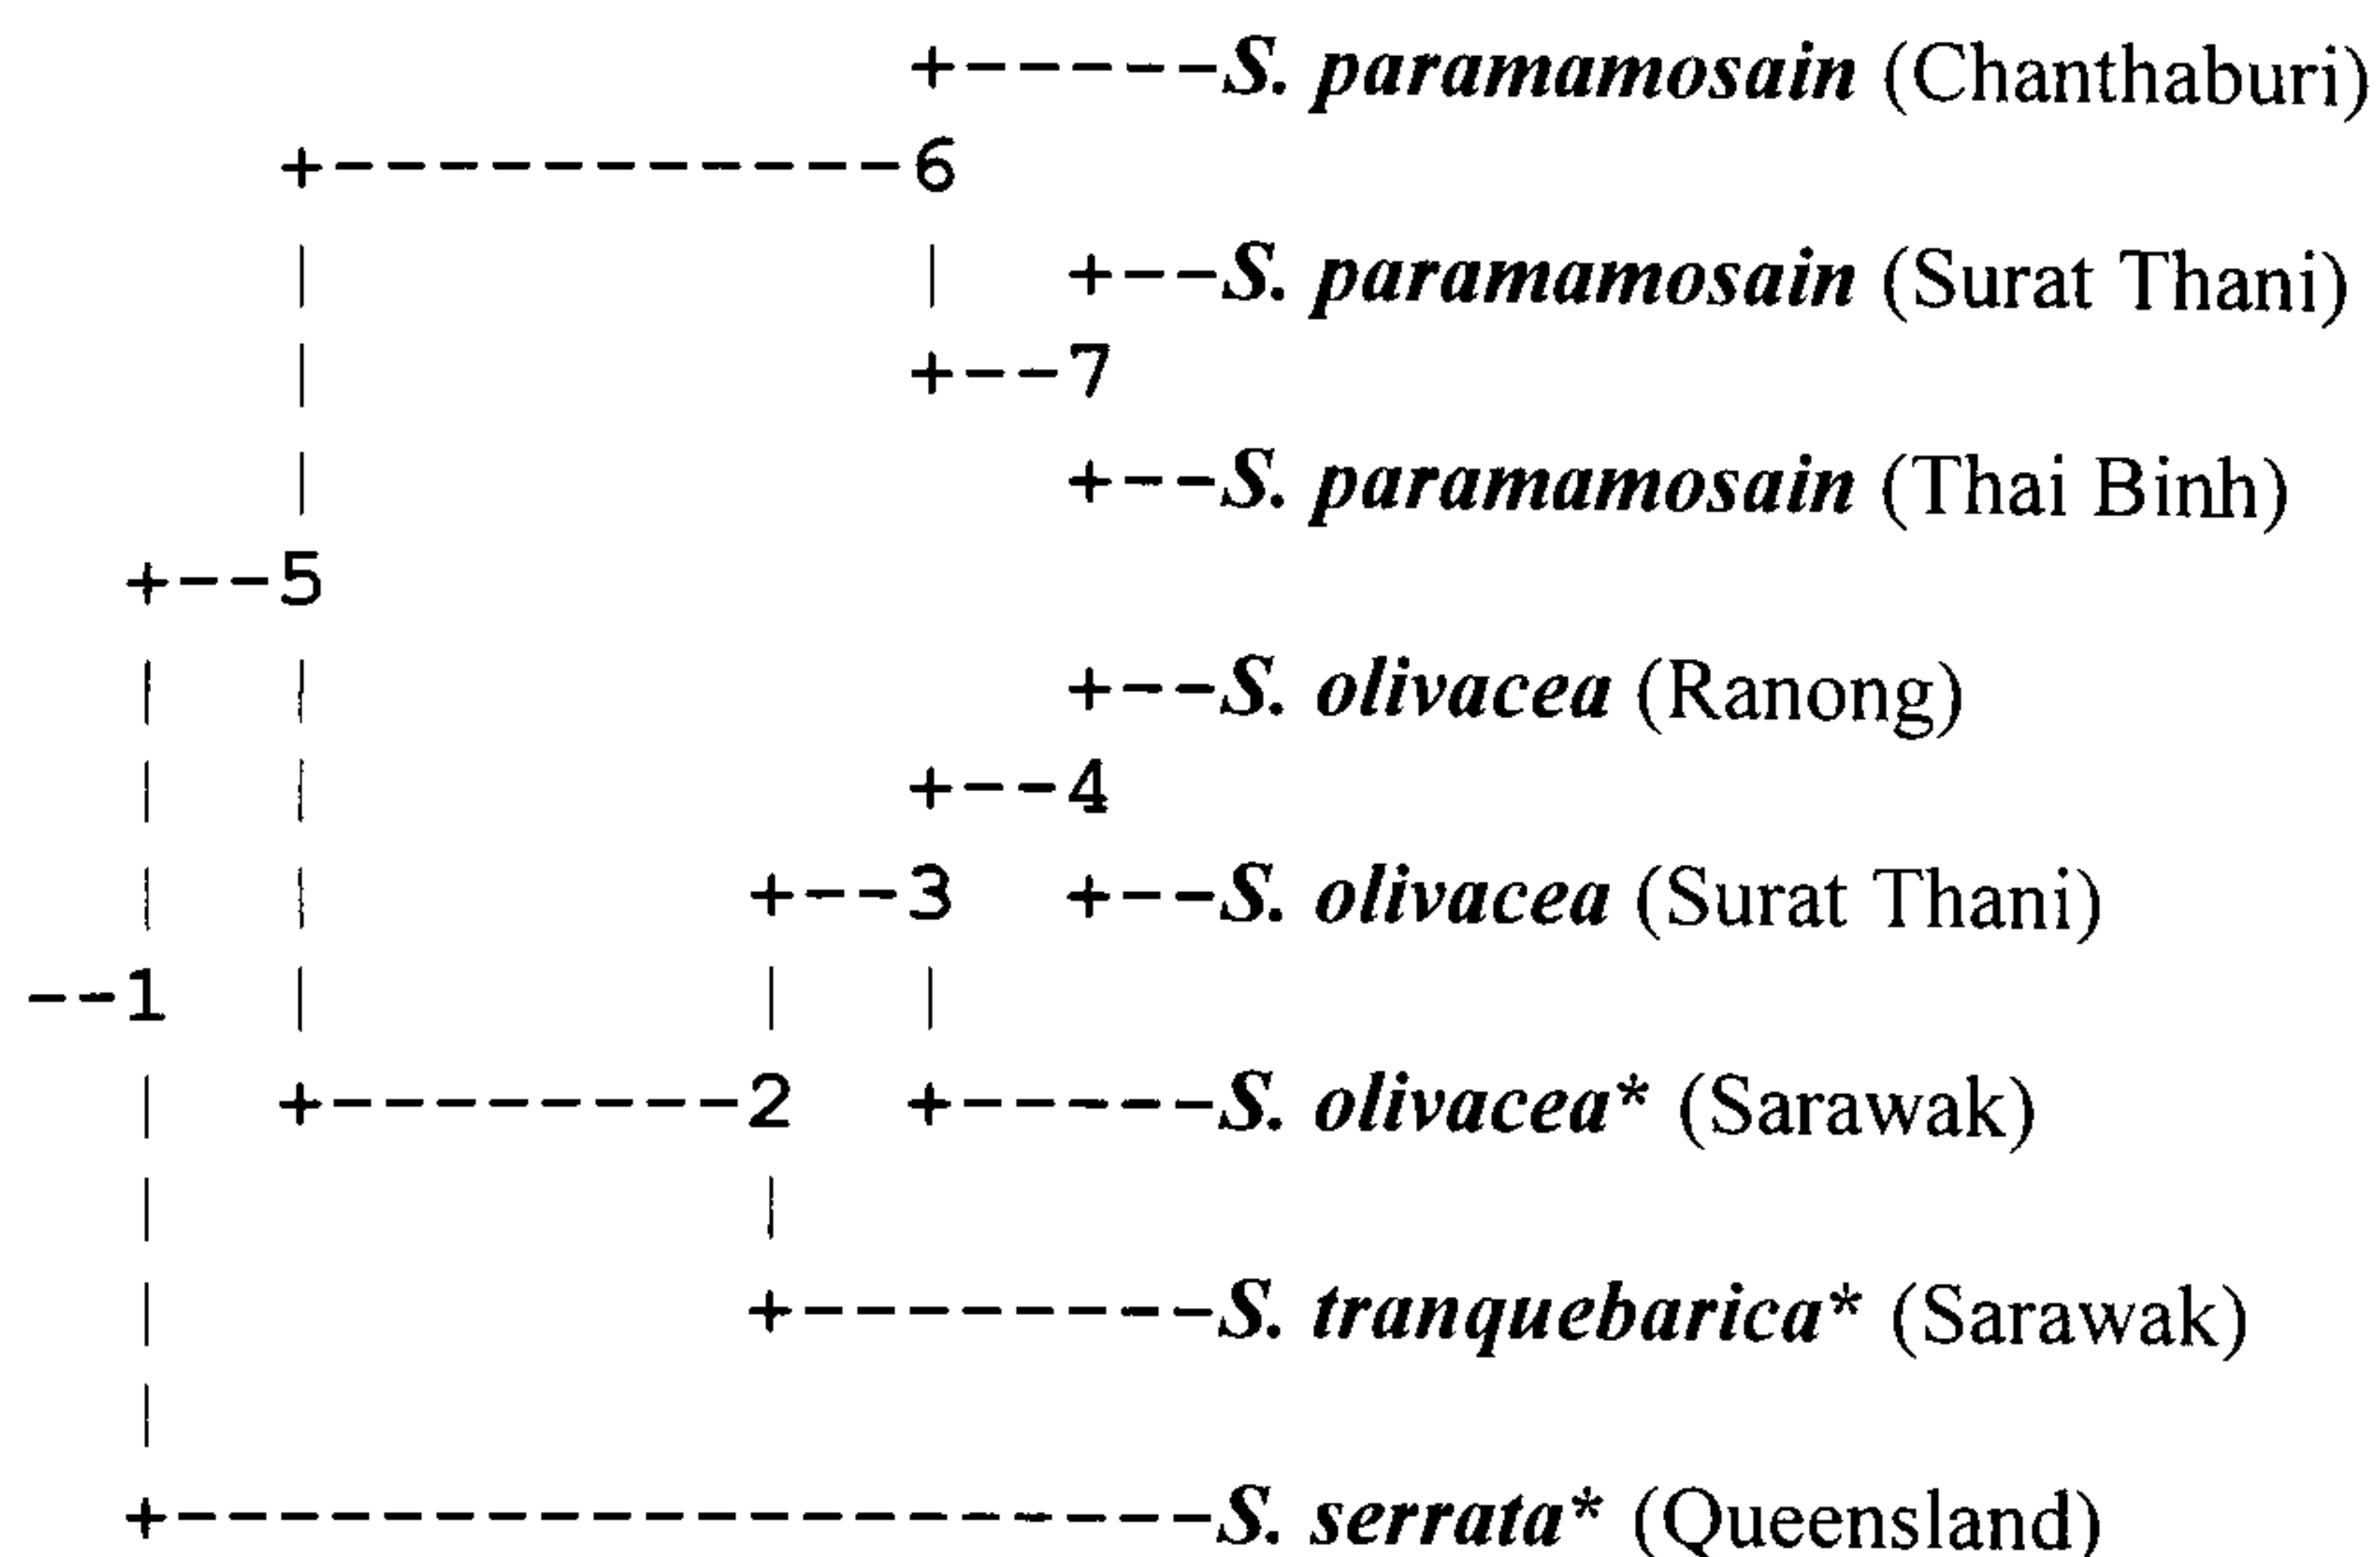 S. paramamosain (Chanthaburi)
6
S. paramamosain (Surat Thani)
7
S. paramamosain (Thai Binh)
5
S. olivacea (Ranong)
4
3 S. olivacea (Surat Thani)
1
2 S. olivacea* (Sarawak)
S. tranquebarica* (Sarawak)
S. serrata* (Queensland)